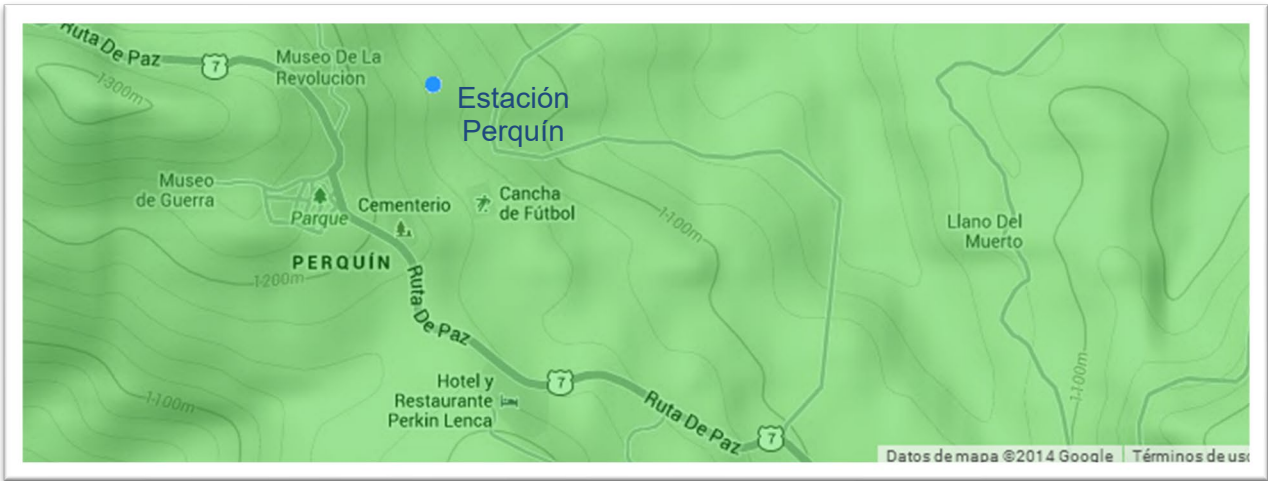 Ruta De Paz
7
Museo De La
Revolución
1300m
Estación
Perquín
Museo
de Guerra
Parque
Cementerio
Cancha
de Fútbol
1100m
Llano Del
Muerto
PERQUÍN
1200m
Ruta De Paz
Hotel y
Restaurante
Perkin Lenca
7
Ruta De Paz
7
1100m
1100m
Datos de mapa ©2014 Google
Términos de uso